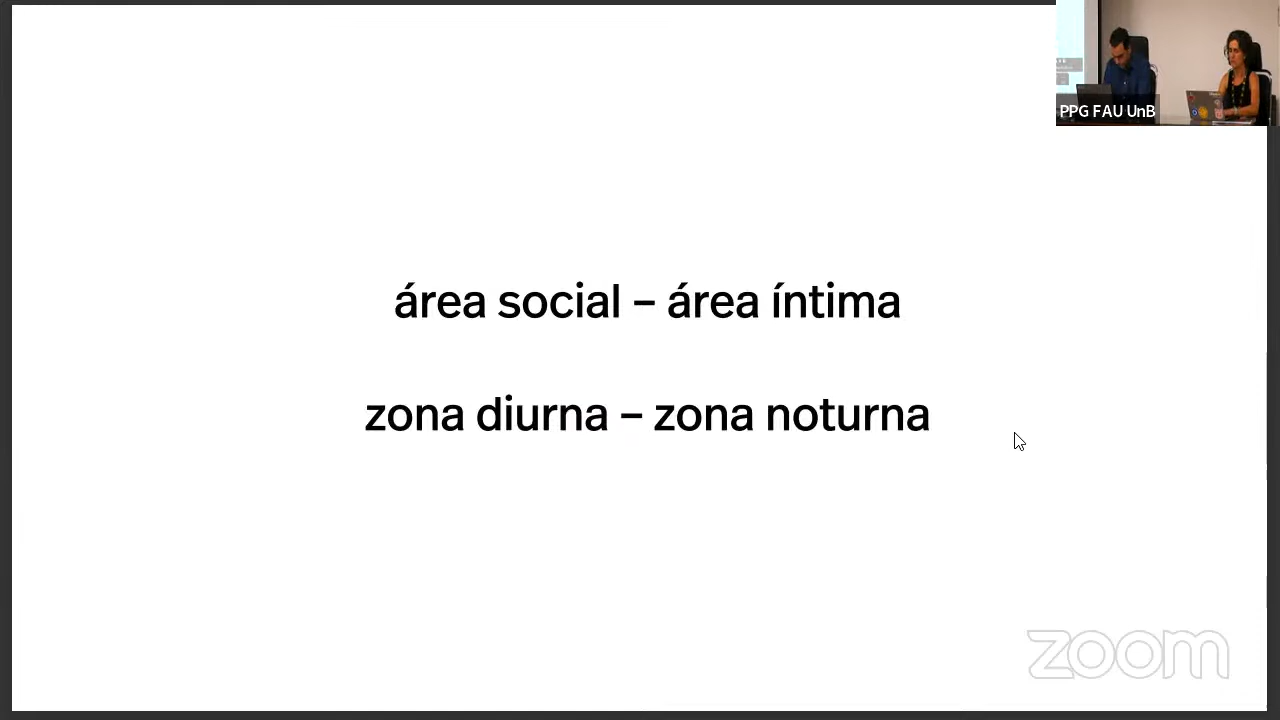 PPG FAU UnB
área social – área íntima
zona diurna – zona noturna
zoom